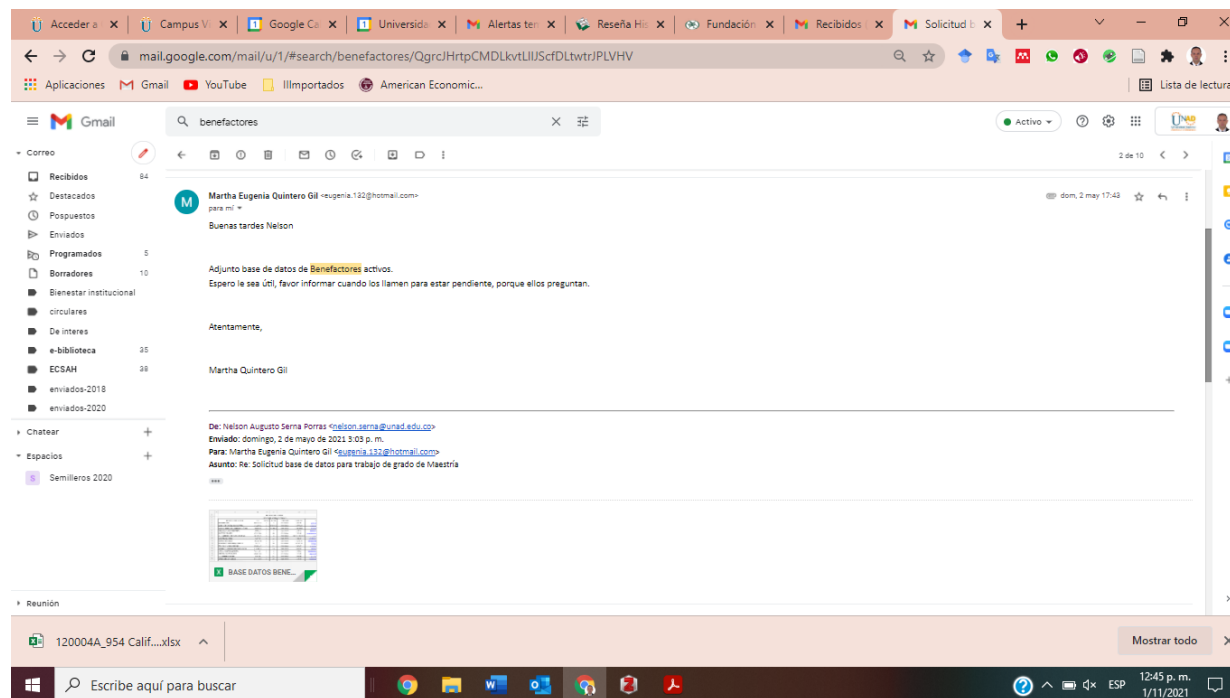 Acceder a
Campus Vi
Google Ca
Universida
Alertas ten
Reseña His
Fundación
Recibidos
Solicitud b
mail.google.com/mail/u/1/#search/benefactores/QgrcJHrtpCMDLkvtLlIJScfDLtwtrJPLVHV
Aplicaciones
Gmail
YouTube
IIImportados
American Economic...
Lista de lectura
Gmail
benefactores
Activo
UNAD
Correo
2 de 10
Recibidos 84
Destacados
Pospuestos
Enviados
Programados 5
Borradores 10
Bienestar institucional
circulares
De interes
e-biblioteca 35
ECSAH 38
enviados-2018
enviados-2020
Chatear
Espacios
S Semilleros 2020
Reunión
M
Martha Eugenia Quintero Gil <eugenia.132@hotmail.com>
dom, 2 may 17:43
para mí
Buenas tardes Nelson
Adjunto base de datos de Benefactores activos.
Espero le sea útil, favor informar cuando los llamen para estar pendiente, porque ellos preguntan.
Atentamente,
Martha Quintero Gil
De: Nelson Augusto Serna Porras <nelson.serna@unad.edu.co>
Enviado: domingo, 2 de mayo de 2021 3:03 p. m.
Para: Martha Eugenia Quintero Gil <eugenia.132@hotmail.com>
Asunto: Re: Solicitud base de datos para trabajo de grado de Maestría
BASE DATOS BENE...
120004A_954 Calif....xlsx
Mostrar todo
Escribe aquí para buscar
ESP
12:45 p. m.
1/11/2021